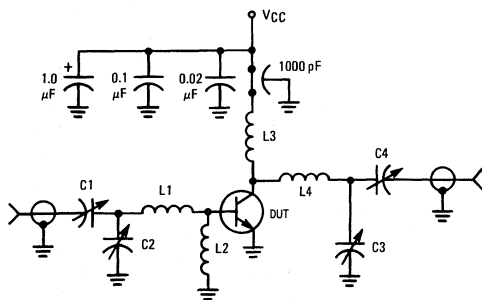 VCC
1.0 μF
0.1 μF
0.02 μF
1000 pF
L3
C4
C1
L1
L4
DUT
C2
L2
C3